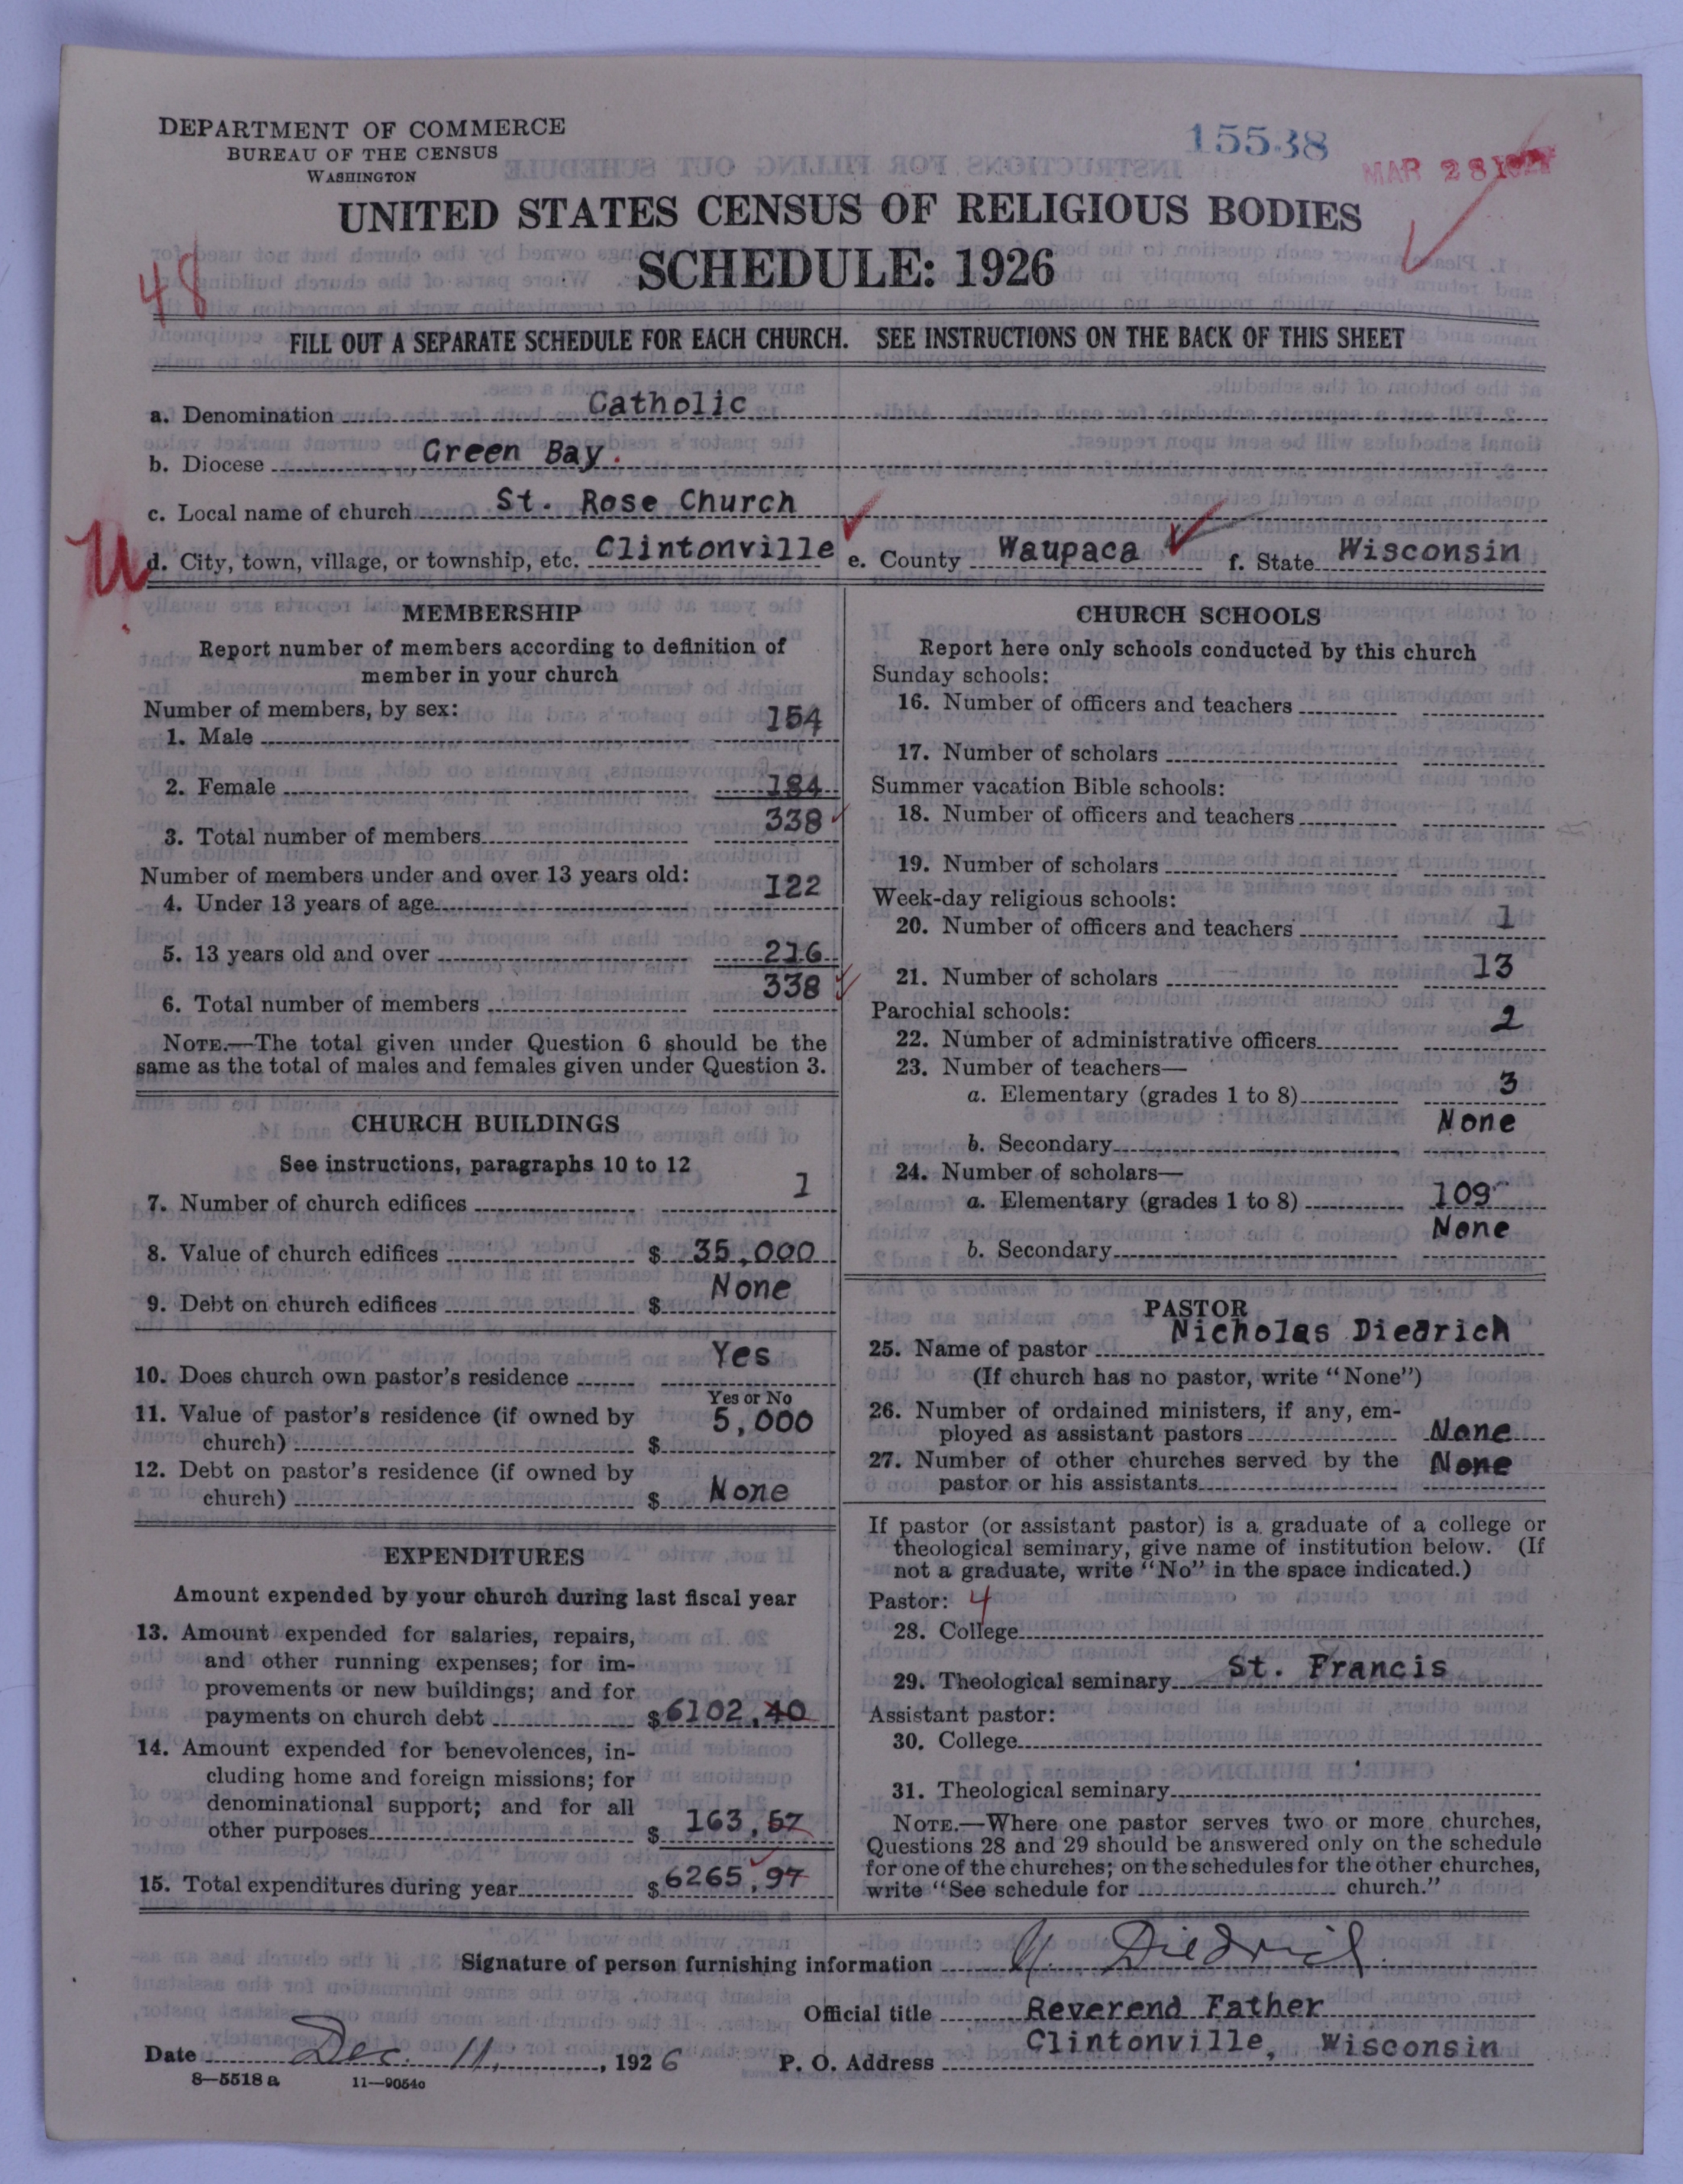 DEPARTMENT OF COMMERCE
BUREAU OF THE CENSUS
WASHINGTON
15538
MAR 28 1927
UNITED STATES CENSUS OF RELIGIOUS BODIES
SCHEDULE: 1926
48
FILL OUT A SEPARATE SCHEDULE FOR EACH CHURCH. SEE INSTRUCTIONS ON THE BACK OF THIS SHEET
a. Denomination Catholic
b. Diocese Green Bay.
c. Local name of church St. Rose Church
d. City, town, village, or township, etc. Clintonville e. County Waupaca f. State Wisconsin
MEMBERSHIP
Report number of members according to definition of
member in your church
Number of members, by sex:
1. Male 154
2. Female 184
3. Total number of members 338
Number of members under and over 13 years old:
4. Under 13 years of age 122
5. 13 years old and over 216
6. Total number of members 338
NOTE.—The total given under Question 6 should be the
same as the total of males and females given under Question 3.
CHURCH BUILDINGS
See instructions, paragraphs 10 to 12
7. Number of church edifices 1
8. Value of church edifices $ 35,000
9. Debt on church edifices $ None
10. Does church own pastor's residence Yes
Yes or No
11. Value of pastor's residence (if owned by
church) $ 5,000
12. Debt on pastor's residence (if owned by
church) $ None
EXPENDITURES
Amount expended by your church during last fiscal year
13. Amount expended for salaries, repairs,
and other running expenses; for im-
provements or new buildings; and for
payments on church debt $ 6102.40
14. Amount expended for benevolences, in-
cluding home and foreign missions; for
denominational support; and for all
other purposes $ 163.57
15. Total expenditures during year $ 6265.97
CHURCH SCHOOLS
Report here only schools conducted by this church
Sunday schools:
16. Number of officers and teachers
17. Number of scholars
Summer vacation Bible schools:
18. Number of officers and teachers
19. Number of scholars
Week-day religious schools:
20. Number of officers and teachers 1
21. Number of scholars 13
Parochial schools:
22. Number of administrative officers 2
23. Number of teachers—
a. Elementary (grades 1 to 8) 3
b. Secondary None
24. Number of scholars—
a. Elementary (grades 1 to 8) 109
b. Secondary None
PASTOR
25. Name of pastor Nicholas Diedrich
(If church has no pastor, write "None")
26. Number of ordained ministers, if any, em-
ployed as assistant pastors None
27. Number of other churches served by the
pastor or his assistants None
If pastor (or assistant pastor) is a graduate of a college or
theological seminary, give name of institution below. (If
not a graduate, write "No" in the space indicated.)
Pastor: 4
28. College
29. Theological seminary St. Francis
Assistant pastor:
30. College
31. Theological seminary
NOTE.—Where one pastor serves two or more churches,
Questions 28 and 29 should be answered only on the schedule
for one of the churches; on the schedules for the other churches,
write "See schedule for church."
Signature of person furnishing information N. Diedrich
Official title Reverend Father
Date Dec. 11, 1926 P. O. Address Clintonville, Wisconsin
8—5518 a 11—9054c